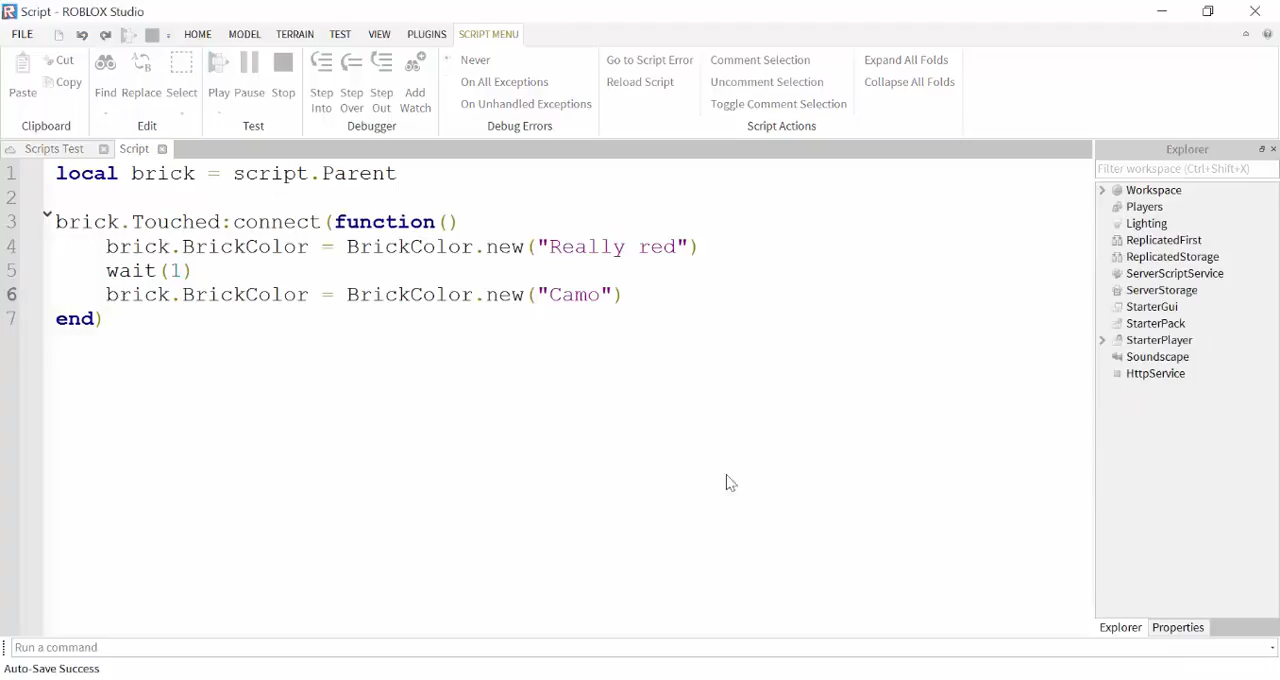 Script - ROBLOX Studio
FILE HOME MODEL TERRAIN TEST VIEW PLUGINS SCRIPT MENU
Paste Cut Copy
Clipboard
Find Replace Select
Edit
Play Pause Stop
Test
Step Into Step Over Step Out Add Watch
Debugger
Never
On All Exceptions
On Unhandled Exceptions
Debug Errors
Go to Script Error
Reload Script
Comment Selection
Uncomment Selection
Toggle Comment Selection
Expand All Folds
Collapse All Folds
Script Actions
Scripts Test Script
1 local brick = script.Parent
2
3 brick.Touched:connect(function()
4 brick.BrickColor = BrickColor.new("Really red")
5 wait(1)
6 brick.BrickColor = BrickColor.new("Camo")
7 end)
Explorer
Filter workspace (Ctrl+Shift+X)
Workspace
Players
Lighting
ReplicatedFirst
ReplicatedStorage
ServerScriptService
ServerStorage
StarterGui
StarterPack
StarterPlayer
Soundscape
HttpService
Explorer Properties
Run a command
Auto-Save Success